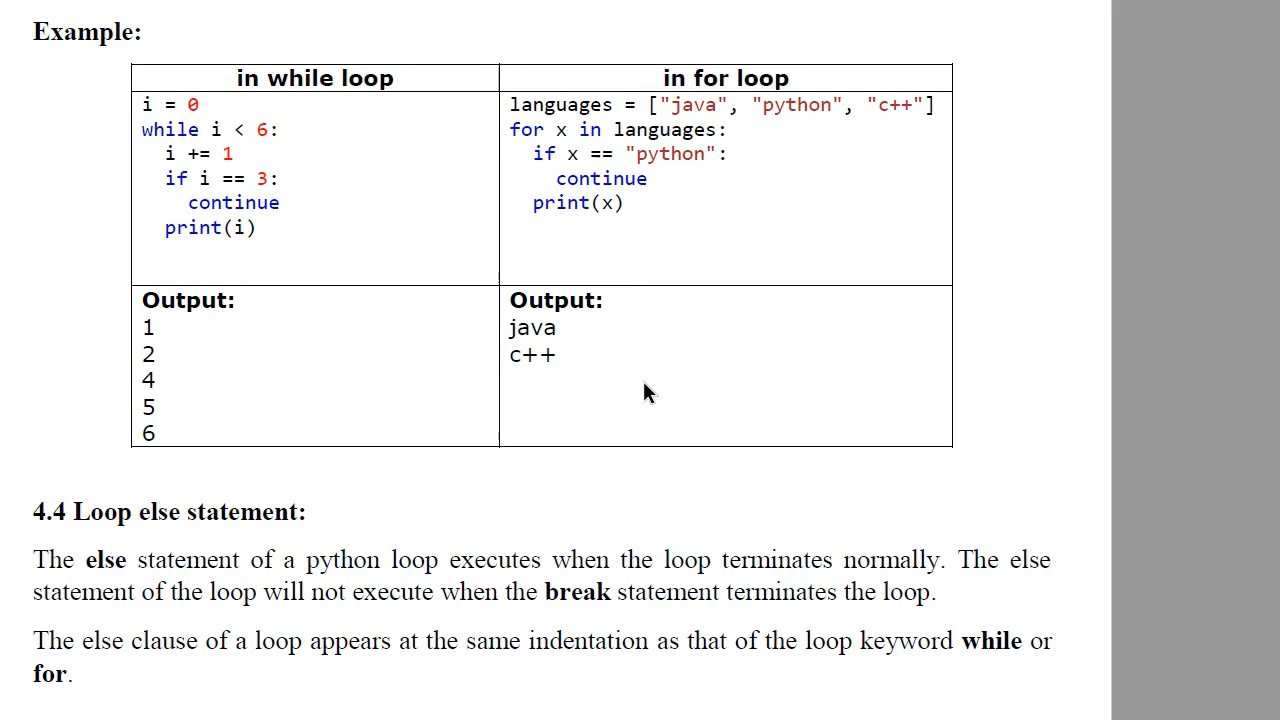 Example:
in while loop
i = 0
while i < 6:
  i += 1
  if i == 3:
    continue
  print(i)
Output:
1
2
4
5
6
in for loop
languages = ["java", "python", "c++"]
for x in languages:
  if x == "python":
    continue
  print(x)
Output:
java
c++
4.4 Loop else statement:
The else statement of a python loop executes when the loop terminates normally. The else
statement of the loop will not execute when the break statement terminates the loop.
The else clause of a loop appears at the same indentation as that of the loop keyword while or
for.